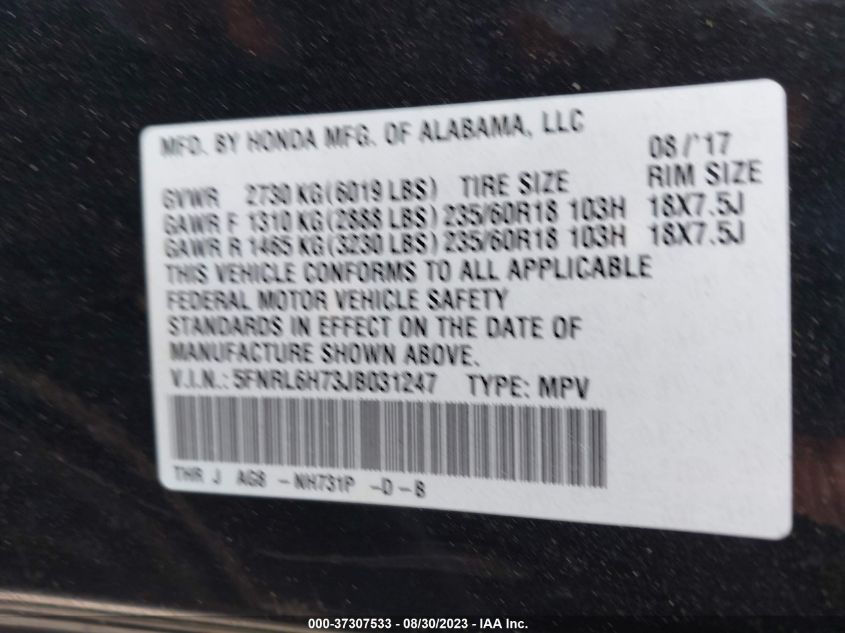 MFD. BY HONDA MFG. OF ALABAMA, LLC
08/'17
GVWR 2730 KG(6019 LBS) TIRE SIZE RIM SIZE
GAWR F 1310 KG(2888 LBS) 235/60R18 103H 18X7.5J
GAWR R 1465 KG(3230 LBS) 235/60R18 103H 18X7.5J
THIS VEHICLE CONFORMS TO ALL APPLICABLE
FEDERAL MOTOR VEHICLE SAFETY
STANDARDS IN EFFECT ON THE DATE OF
MANUFACTURE SHOWN ABOVE.
V.I.N.: 5FNRL6H73JB031247 TYPE: MPV
THR J AG8 - NH731P -D-B
000-37307533 - 08/30/2023 - IAA Inc.